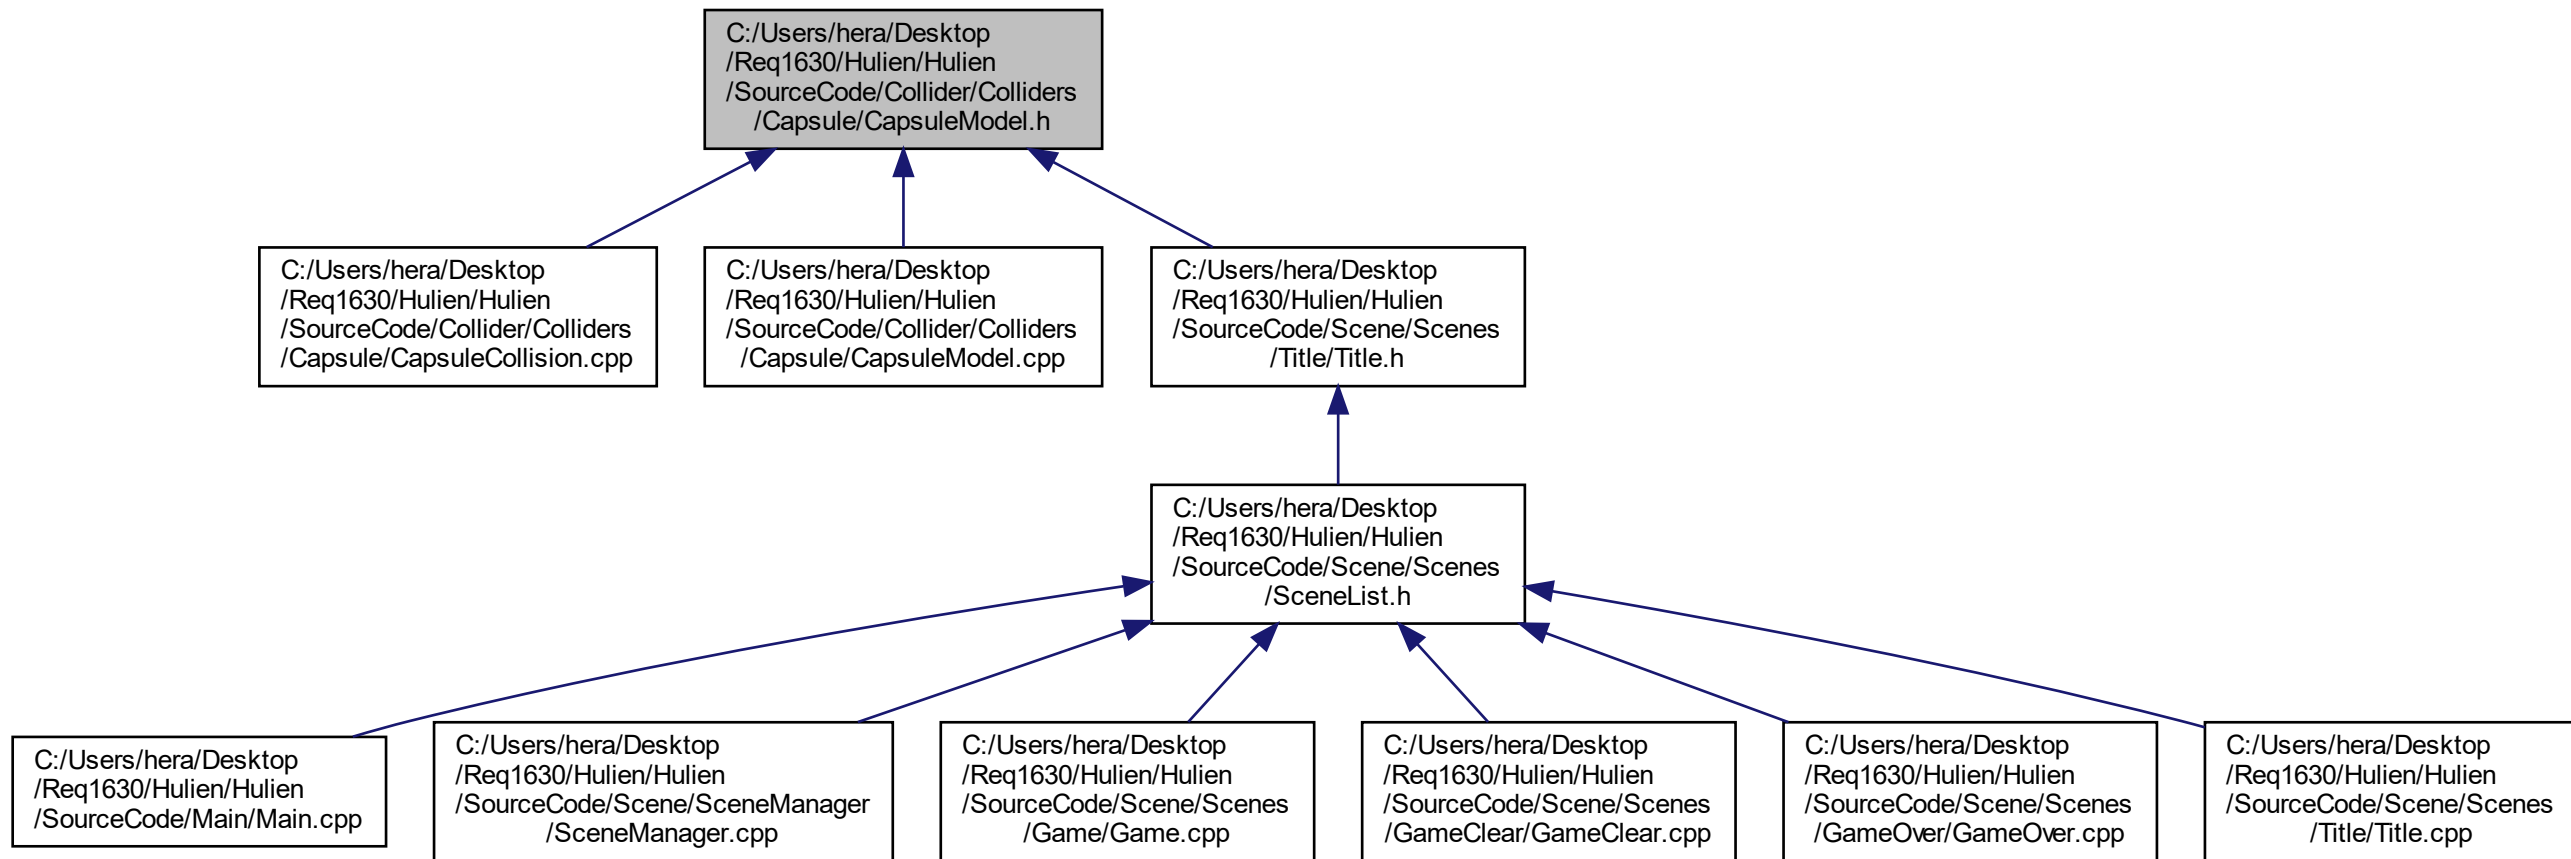 C:/Users/hera/Desktop
/Req1630/Hulien/Hulien
/SourceCode/Collider/Colliders
/Capsule/CapsuleModel.h
C:/Users/hera/Desktop
/Req1630/Hulien/Hulien
/SourceCode/Collider/Colliders
/Capsule/CapsuleCollision.cpp
C:/Users/hera/Desktop
/Req1630/Hulien/Hulien
/SourceCode/Collider/Colliders
/Capsule/CapsuleModel.cpp
C:/Users/hera/Desktop
/Req1630/Hulien/Hulien
/SourceCode/Scene/Scenes
/Title/Title.h
C:/Users/hera/Desktop
/Req1630/Hulien/Hulien
/SourceCode/Scene/Scenes
/SceneList.h
C:/Users/hera/Desktop
/Req1630/Hulien/Hulien
/SourceCode/Main/Main.cpp
C:/Users/hera/Desktop
/Req1630/Hulien/Hulien
/SourceCode/Scene/SceneManager
/SceneManager.cpp
C:/Users/hera/Desktop
/Req1630/Hulien/Hulien
/SourceCode/Scene/Scenes
/Game/Game.cpp
C:/Users/hera/Desktop
/Req1630/Hulien/Hulien
/SourceCode/Scene/Scenes
/GameClear/GameClear.cpp
C:/Users/hera/Desktop
/Req1630/Hulien/Hulien
/SourceCode/Scene/Scenes
/GameOver/GameOver.cpp
C:/Users/hera/Desktop
/Req1630/Hulien/Hulien
/SourceCode/Scene/Scenes
/Title/Title.cpp